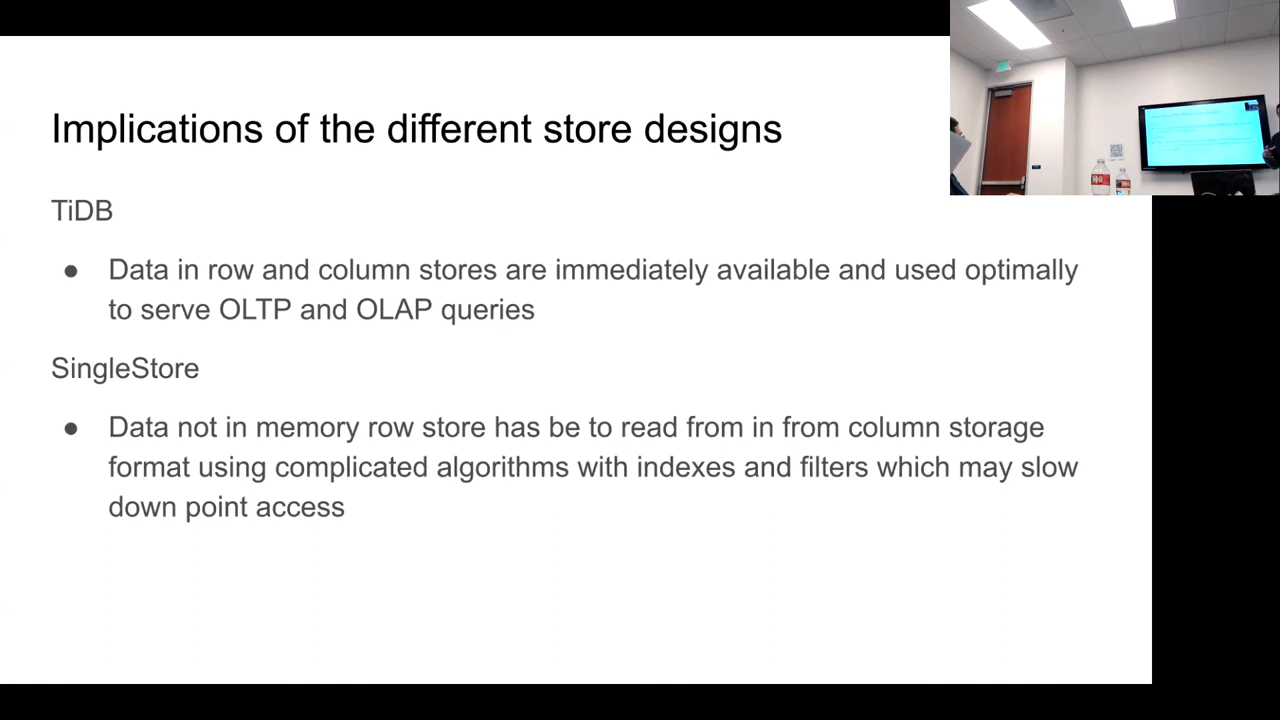 Implications of the different store designs
TiDB
● Data in row and column stores are immediately available and used optimally
to serve OLTP and OLAP queries
SingleStore
● Data not in memory row store has be to read from in from column storage
format using complicated algorithms with indexes and filters which may slow
down point access